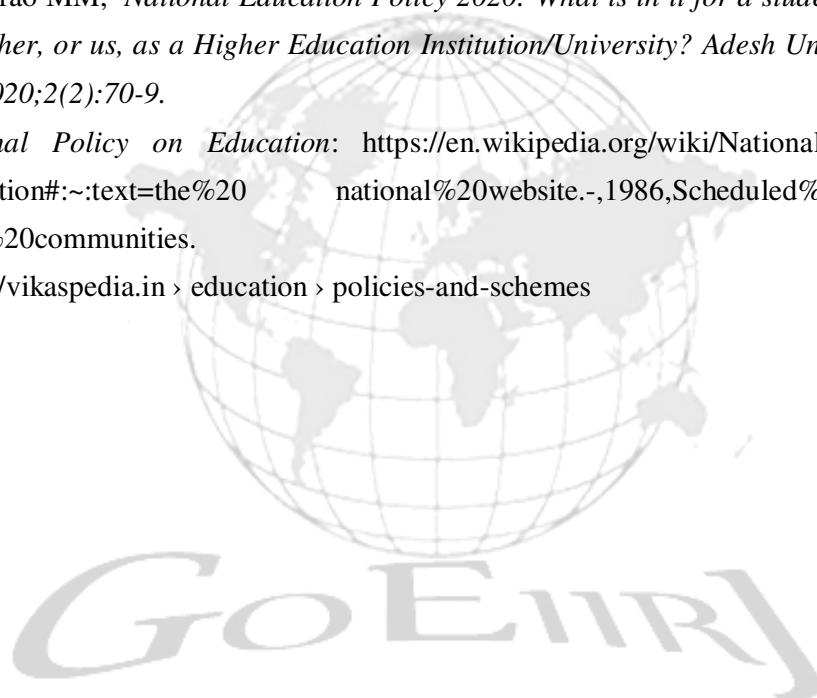 rao MM, National Education Policy 2020: What is in it for a stude
her, or us, as a Higher Education Institution/University? Adesh Un
020;2(2):70-9.
nal Policy on Education: https://en.wikipedia.org/wiki/National
tion#:~:text=the%20 national%20website.-,1986,Scheduled%
%20communities.
/vikaspedia.in › education › policies-and-schemes
GOEIIRJ